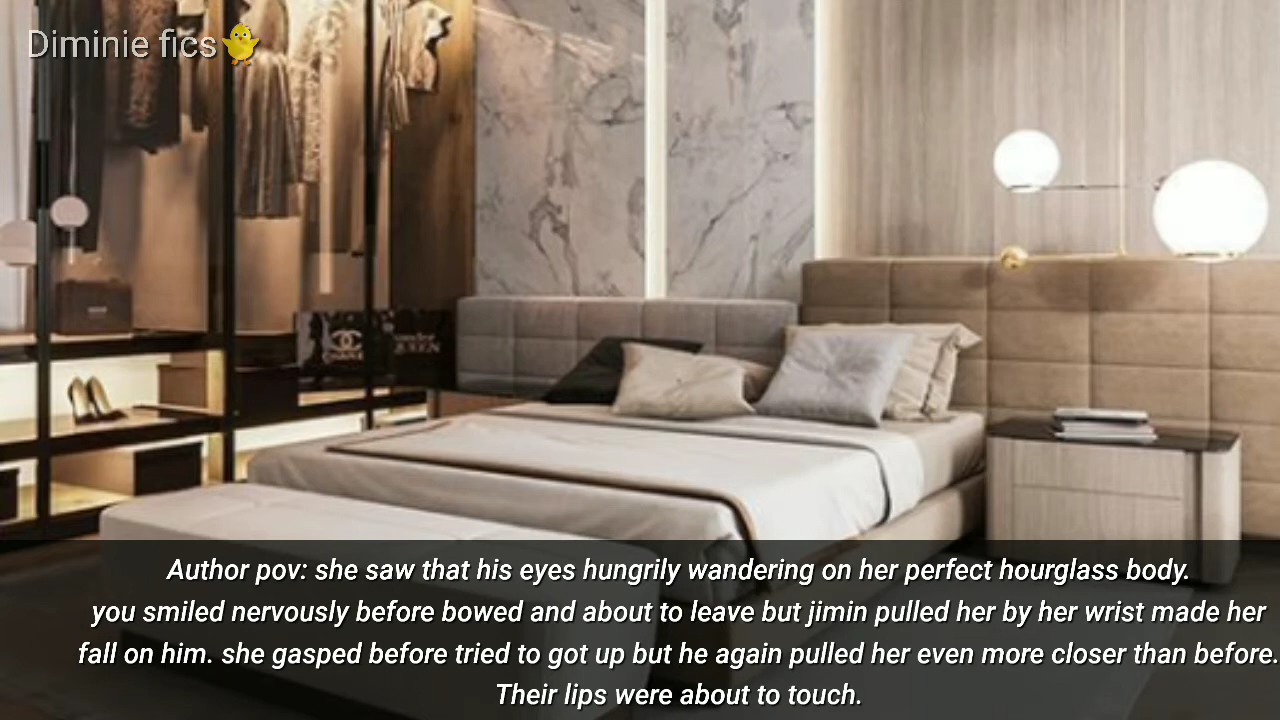 Diminie fics🐥
CHANEL
QUEEN
Author pov: she saw that his eyes hungrily wandering on her perfect hourglass body.
you smiled nervously before bowed and about to leave but jimin pulled her by her wrist made her
fall on him. she gasped before tried to got up but he again pulled her even more closer than before.
Their lips were about to touch.